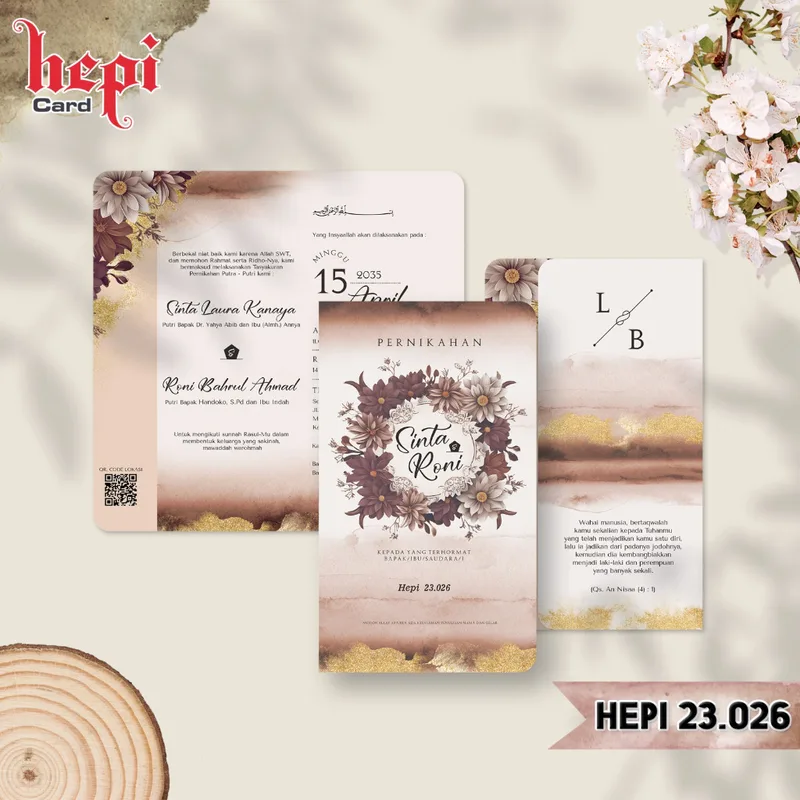 hepi
Card
Berbekal niat baik kami karena Allah SWT,
dan memohon Rahmat serta Ridho-Nya, kami
bermaksud melaksanakan Tasyakuran
Pernikahan Putra - Putri kami :
Sinta Laura Kanaya
Putri Bapak Dr. Yahya Abib dan Ibu (Almh.) Annya
S
Roni Bahrul Ahmad
Putri Bapak Handoko, S.Pd dan Ibu Indah
Untuk mengikuti sunnah Rasul-Mu dalam
membentuk keluarga yang sakinah,
mawaddah warohmah
QR. CODE LOKASI
Yang Insyaallah akan dilaksanakan pada :
MINGGU
15
2035
April
PERNIKAHAN
Sinta
S
Roni
KEPADA YANG TERHORMAT
BAPAK/IBU/SAUDARA/I
Hepi 23.026
L
B
Wahai manusia, bertaqwalah
kamu sekalian kepada Tuhanmu
yang telah menjadikan kamu satu diri,
lalu ia jadikan dari padanya jodohnya,
kemudian dia kembangbiakkan
menjadi laki-laki dan perempuan
yang banyak sekali.
(Qs. An Nisaa (4) : 1)
HEPI 23.026